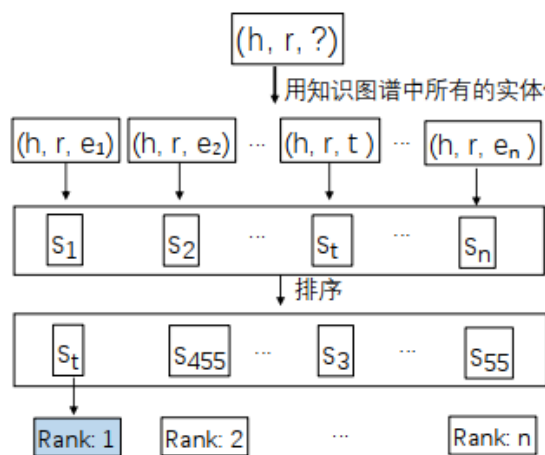 (h, r, ?)
用知识图谱中所有的实体
(h, r, e₁) (h, r, e₂) ... (h, r, t ) ... (h, r, eₙ )
S₁ S₂ ... Sₜ ... Sₙ
排序
Sₜ S₄₅₅ ... S₃ ... S₅₅
Rank: 1 Rank: 2 ... Rank: n